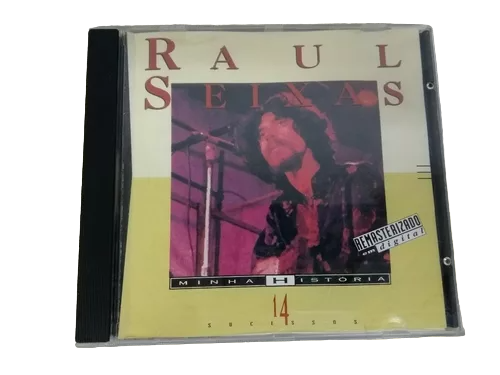 RAUL
SEIXAS
REMASTERIZADO
digital
MINHA HISTÓRIA
14
SUCESSOS